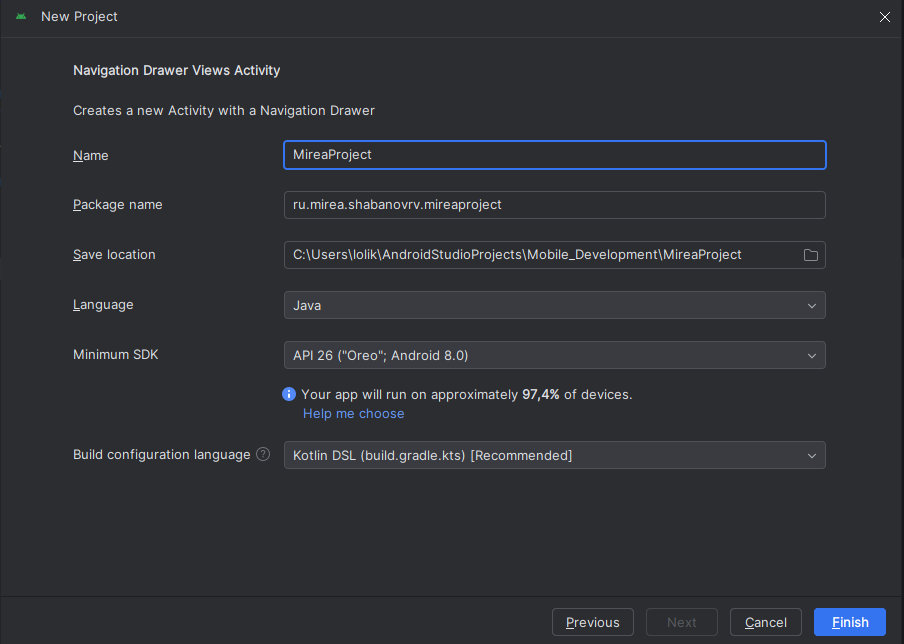 New Project
Navigation Drawer Views Activity
Creates a new Activity with a Navigation Drawer
Name MireaProject
Package name ru.mirea.shabanovrv.mireaproject
Save location C:\Users\lolik\AndroidStudioProjects\Mobile_Development\MireaProject
Language Java
Minimum SDK API 26 ("Oreo"; Android 8.0)
Your app will run on approximately 97,4% of devices.
Help me choose
Build configuration language ? Kotlin DSL (build.gradle.kts) [Recommended]
Previous Next Cancel Finish